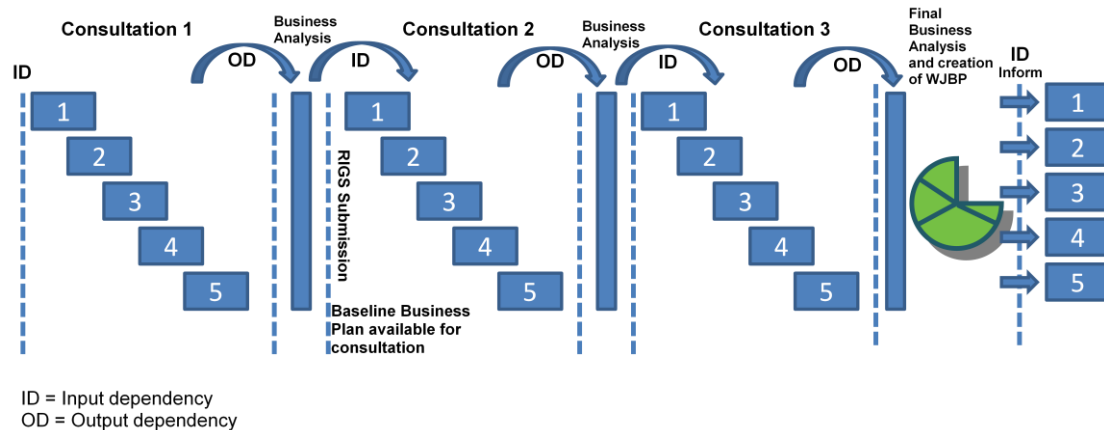 Consultation 1
Business
Analysis
Consultation 2
Business
Analysis
Consultation 3
Final
Business
Analysis
and creation
of WJBP
ID
OD
ID
OD
ID
OD
ID
Inform
1
2
3
4
5
RIGS Submission
Baseline Business
Plan available for
consultation
1
2
3
4
5
1
2
3
4
5
1
2
3
4
5
ID = Input dependency
OD = Output dependency